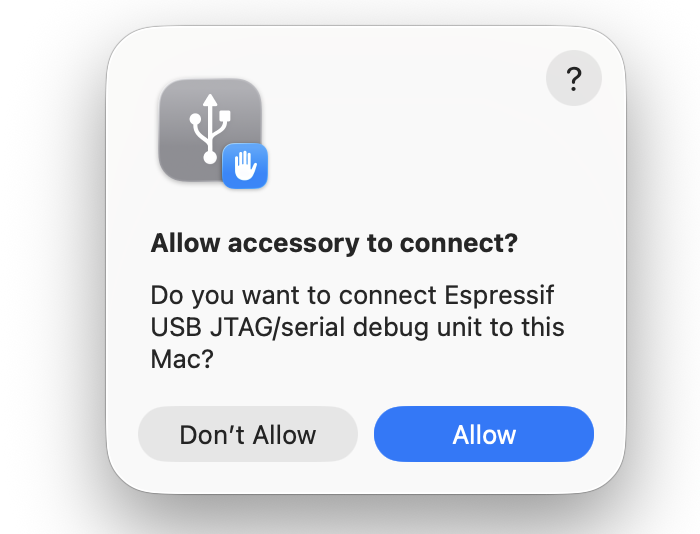 ?
Allow accessory to connect?
Do you want to connect Espressif
USB JTAG/serial debug unit to this
Mac?
Don’t Allow
Allow